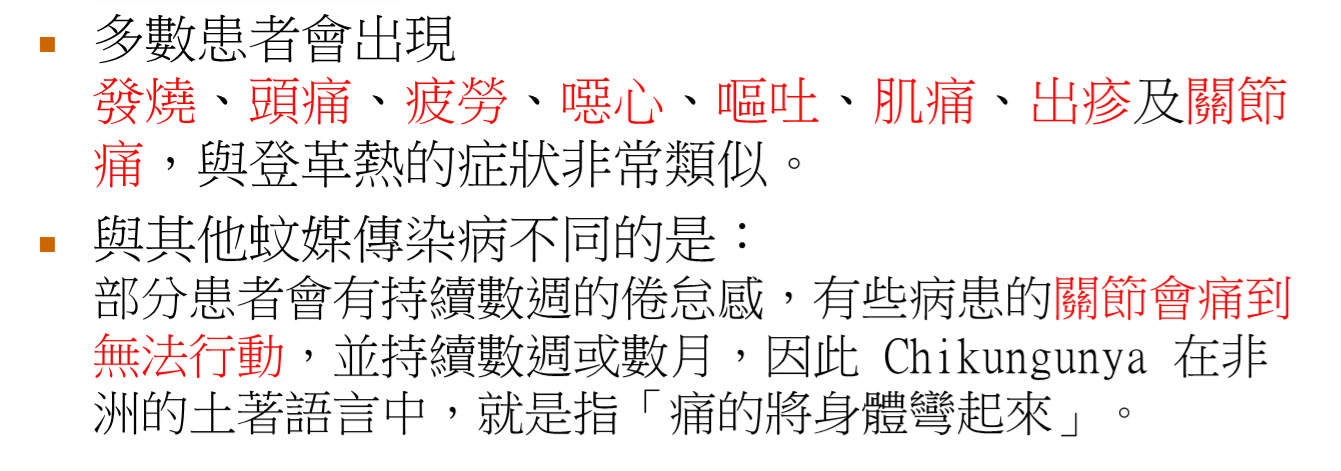 ▪ 多數患者會出現
發燒、頭痛、疲勞、噁心、嘔吐、肌痛、出疹及關節
痛，與登革熱的症狀非常類似。
▪ 與其他蚊媒傳染病不同的是：
部分患者會有持續數週的倦怠感，有些病患的關節會痛到
無法行動，並持續數週或數月，因此 Chikungunya 在非
洲的土著語言中，就是指「痛的將身體彎起來」。